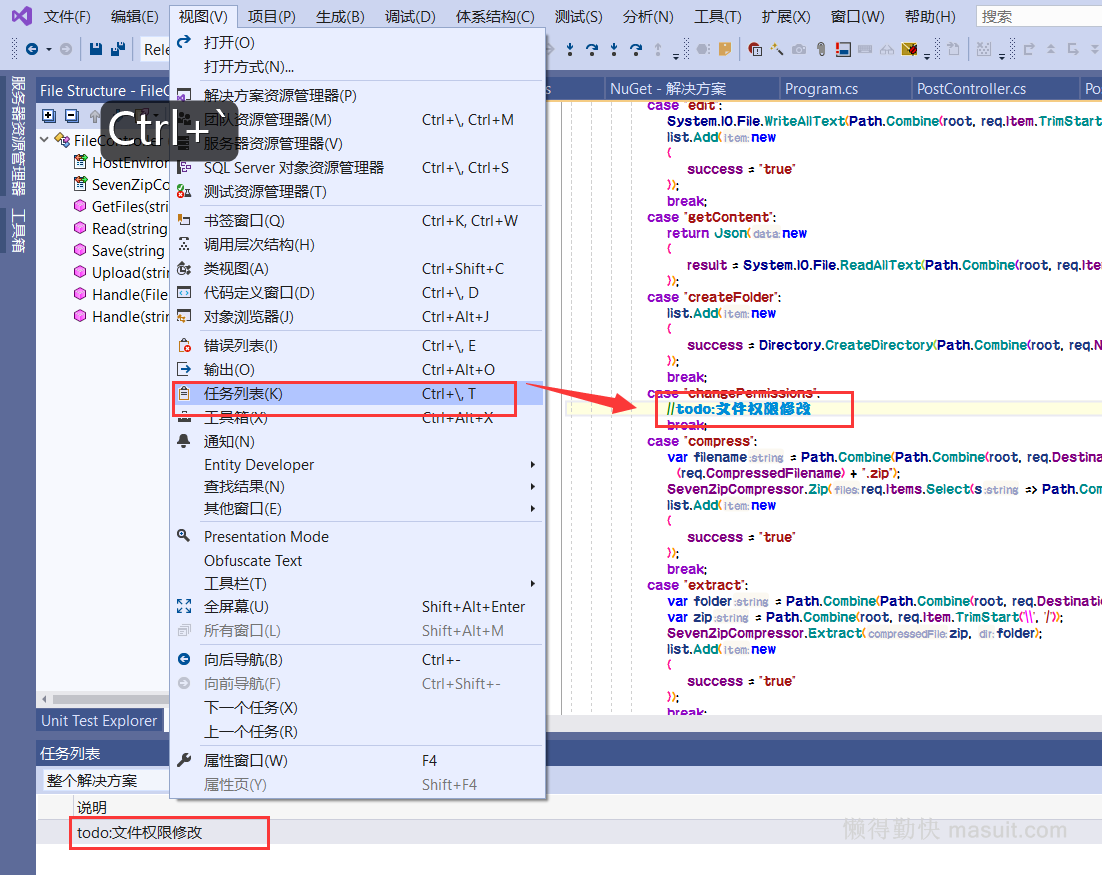 文件(F) 编辑(E) 视图(V) 项目(P) 生成(B) 调试(D) 体系结构(C) 测试(S) 分析(N) 工具(T) 扩展(X) 窗口(W) 帮助(H) 搜索
Rele
服务器资源管理器
工具箱
File Structure - FileC
FileCo
HostEnviron
SevenZipCo
GetFiles(stri
Read(string
Save(string
Upload(strin
Handle(File
Handle(strin
Unit Test Explorer
Ctrl+`
打开(O)
打开方式(N)...
解决方案资源管理器(P)
团队资源管理器(M) Ctrl+\, Ctrl+M
服务器资源管理器(V)
SQL Server 对象资源管理器 Ctrl+\, Ctrl+S
测试资源管理器(T)
书签窗口(Q) Ctrl+K, Ctrl+W
调用层次结构(H)
类视图(A) Ctrl+Shift+C
代码定义窗口(D) Ctrl+\, D
对象浏览器(J) Ctrl+Alt+J
错误列表(I) Ctrl+\, E
输出(O) Ctrl+Alt+O
任务列表(K) Ctrl+\, T
工具箱(X) Ctrl+Alt+X
通知(N)
Entity Developer
查找结果(N)
其他窗口(E)
Presentation Mode
Obfuscate Text
工具栏(T)
全屏幕(U) Shift+Alt+Enter
所有窗口(L) Shift+Alt+M
向后导航(B) Ctrl+-
向前导航(F) Ctrl+Shift+-
下一个任务(X)
上一个任务(R)
属性窗口(W) F4
属性页(Y) Shift+F4
s NuGet - 解决方案 Program.cs PostController.cs Po
case "edit":
System.IO.File.WriteAllText(Path.Combine(root, req.Item.TrimStart
list.Add(item:new
{
success = "true"
});
break;
case "getContent":
return Json(data:new
{
result = System.IO.File.ReadAllText(Path.Combine(root, req.Ite
});
case "createFolder":
list.Add(item:new
{
success = Directory.CreateDirectory(Path.Combine(root, req.N
});
break;
case "changePermissions":
//todo:文件权限修改
break;
case "compress":
var filename:string = Path.Combine(Path.Combine(root, req.Destina
(req.CompressedFilename) + ".zip");
SevenZipCompressor.Zip(files:req.Items.Select(s:string => Path.Com
list.Add(item:new
{
success = "true"
});
break;
case "extract":
var folder:string = Path.Combine(Path.Combine(root, req.Destinatio
var zip:string = Path.Combine(root, req.Item.TrimStart('\\', '/'));
SevenZipCompressor.Extract(compressedFile:zip, dir:folder);
list.Add(item:new
{
success = "true"
});
break;
任务列表
整个解决方案
说明
todo:文件权限修改
懒得勤快 masuit.com